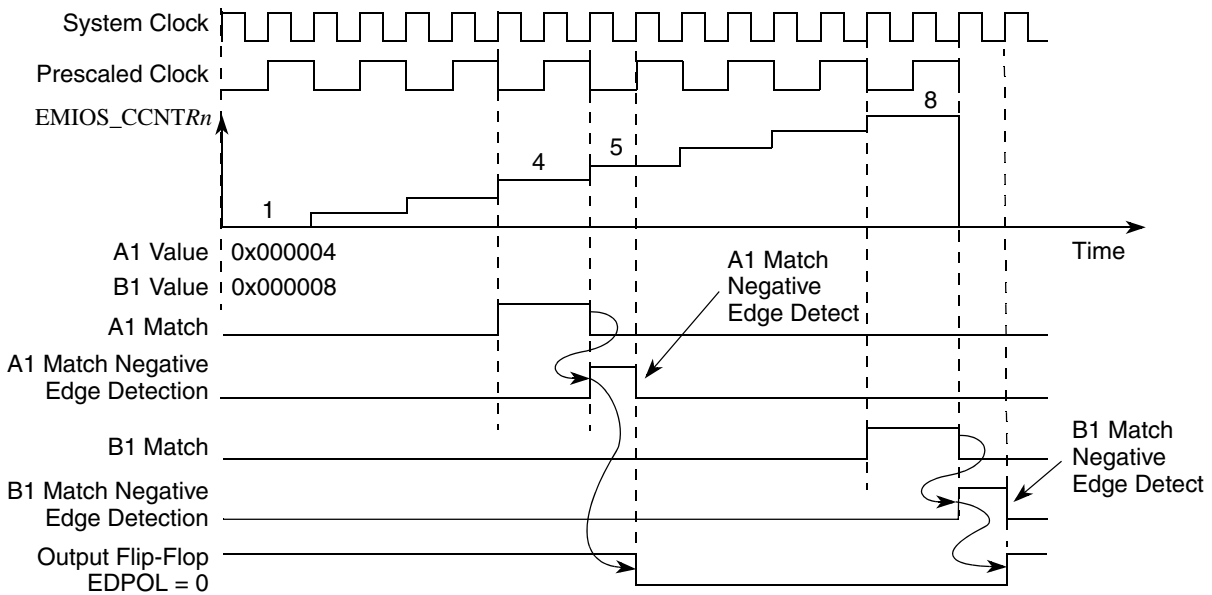 System Clock
Prescaled Clock
EMIOS_CCNTRn
8
5
4
1
Time
A1 Value
0x000004
B1 Value
0x000008
A1 Match
Negative
Edge Detect
A1 Match
A1 Match Negative
Edge Detection
B1 Match
B1 Match
Negative
Edge Detect
B1 Match Negative
Edge Detection
Output Flip-Flop
EDPOL = 0